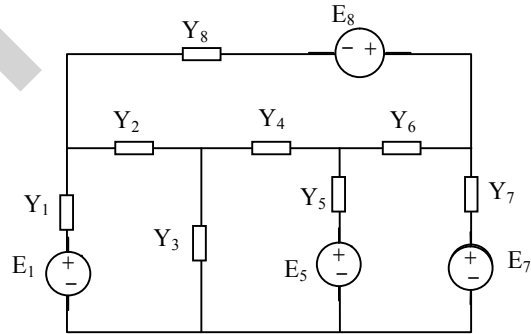 E₈
Y₈
− +
Y₂
Y₄
Y₆
Y₁
Y₃
Y₅
Y₇
E₁
+
−
E₅
+
−
E₇
+
−